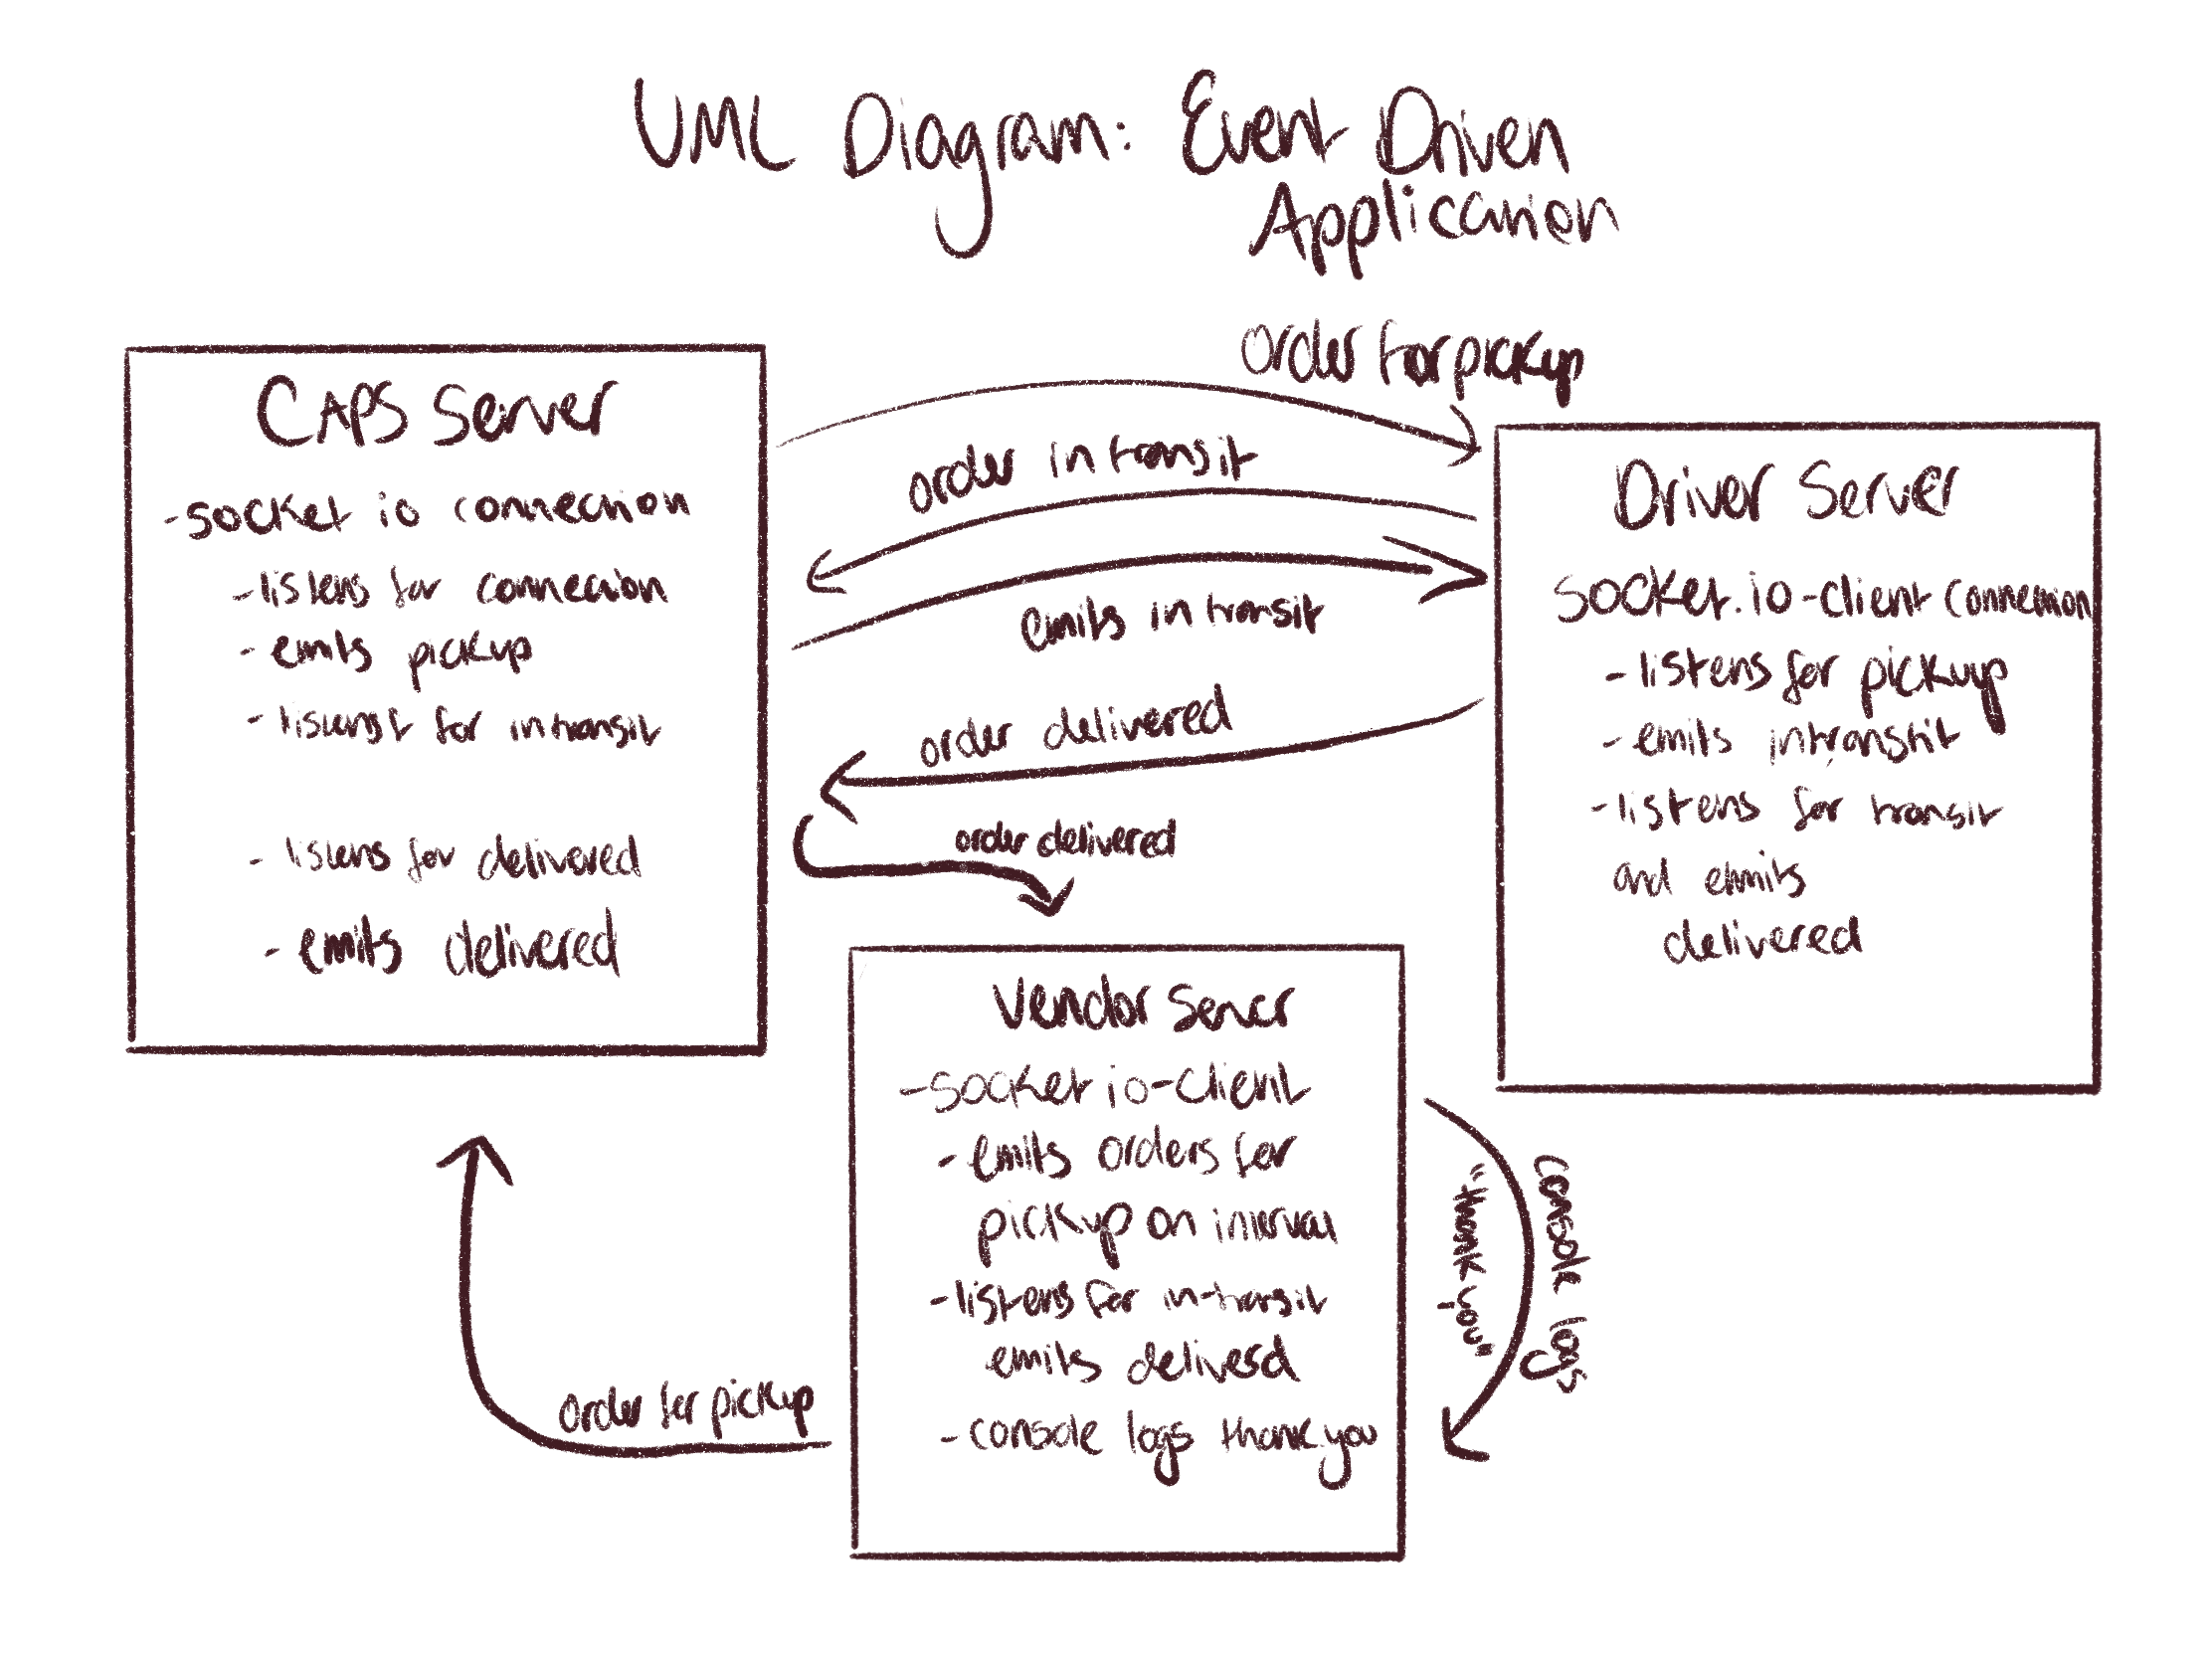 UML Diagram: Event Driven
Application
CAPS Server
-socket io connection
-listens for connection
- emits pickup
- listenst for in transit
- listens for delivered
- emits delivered
order for pickup
order in transit
emits in transit
order delivered
order delivered
Driver Server
socket.io-client connection
- listens for pickup
- emits intransit
- listens for transit
and emits
delivered
Vendor Server
-socket io-client
- emits orders for
pickup on interval
- listens for in-transit
emits deliverd
- console logs thank you
"thank you"
console logs
order for pickup